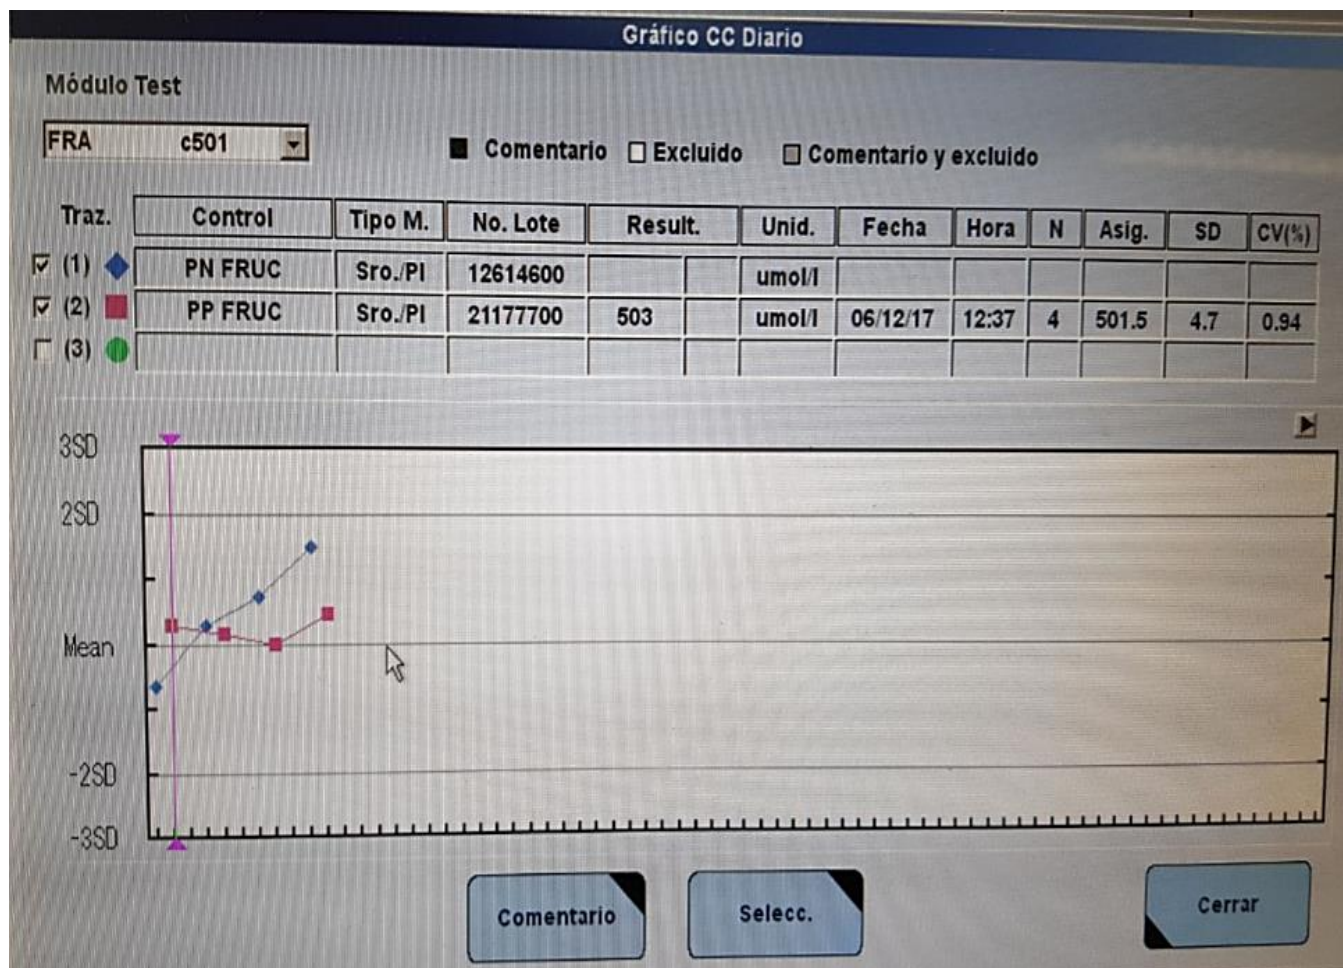 Gráfico CC Diario
Módulo Test
FRA c501
Comentario Excluido Comentario y excluido
Traz. Control Tipo M. No. Lote Result. Unid. Fecha Hora N Asig. SD CV(%)
(1) PN FRUC Sro./Pl 12614600 umol/l
(2) PP FRUC Sro./Pl 21177700 503 umol/l 06/12/17 12:37 4 501.5 4.7 0.94
(3)
3SD
2SD
Mean
-2SD
-3SD
Comentario Selecc. Cerrar